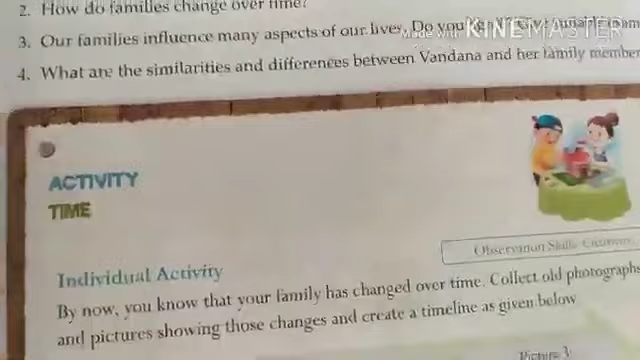 2. How do families change over time?
3. Our families influence many aspects of our lives. Do you
Made with KINEMASTER
4. What are the similarities and differences between Vandana and her family member
ACTIVITY
TIME
Observation Skills
Individual Activity
By now, you know that your family has changed over time. Collect old photographs
and pictures showing those changes and create a timeline as given below
Picture 3